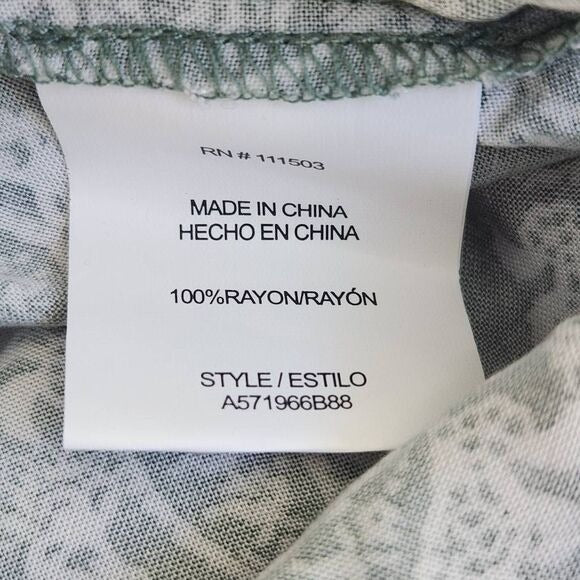 RN # 111503
MADE IN CHINA
HECHO EN CHINA
100%RAYON/RAYÓN
STYLE / ESTILO
A571966B88